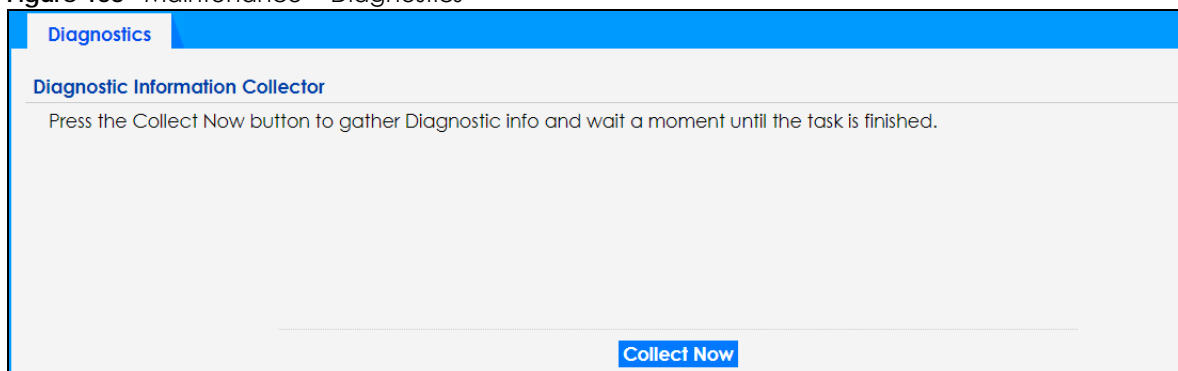 Diagnostics
Diagnostic Information Collector
Press the Collect Now button to gather Diagnostic info and wait a moment until the task is finished.
Collect Now